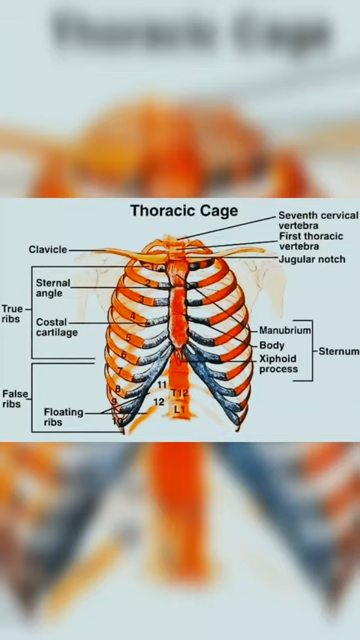 Thoracic Cage
Thoracic Cage
Seventh cervical
vertebra
First thoracic
vertebra
Jugular notch
Clavicle
Sternal
angle
True
ribs
Costal
cartilage
Manubrium
Body
Xiphoid
process
Sternum
False
ribs
Floating
ribs
2
4
5
6
7
8
9
10
11
12
T12
L1